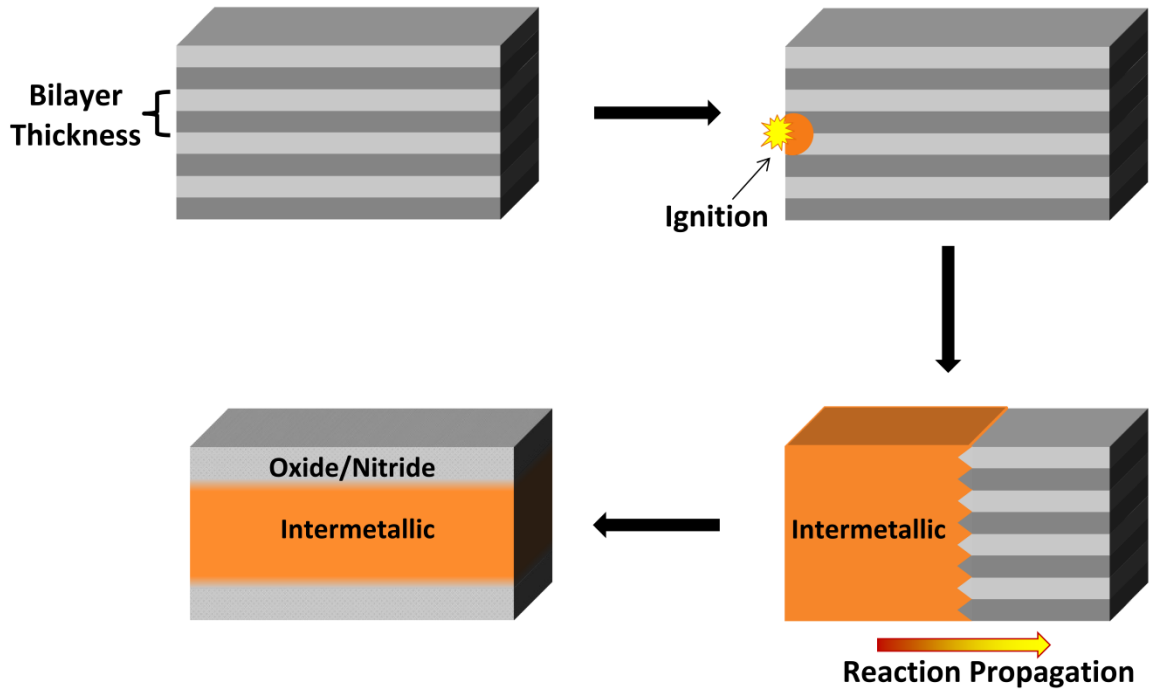 Bilayer
Thickness
Ignition
Oxide/Nitride
Intermetallic
Intermetallic
Reaction Propagation